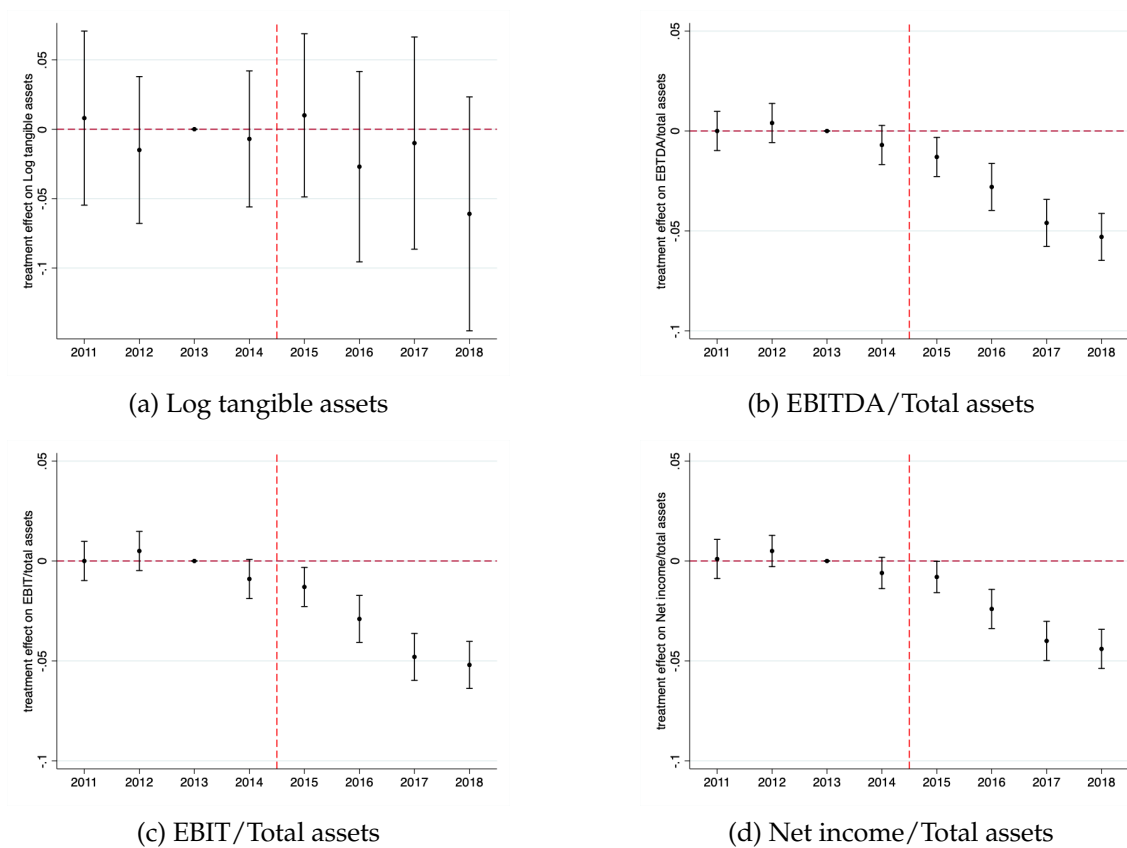 treatment effect on Log tangible assets
.05
0
-.05
-.1
2011 2012 2013 2014 2015 2016 2017 2018
(a) Log tangible assets
treatment effect on EBTDA/total assets
.05
0
-.05
-.1
2011 2012 2013 2014 2015 2016 2017 2018
(b) EBITDA/Total assets
treatment effect on EBIT/total assets
.05
0
-.05
-.1
2011 2012 2013 2014 2015 2016 2017 2018
(c) EBIT/Total assets
treatment effect on Net income/total assets
.05
0
-.05
-.1
2011 2012 2013 2014 2015 2016 2017 2018
(d) Net income/Total assets